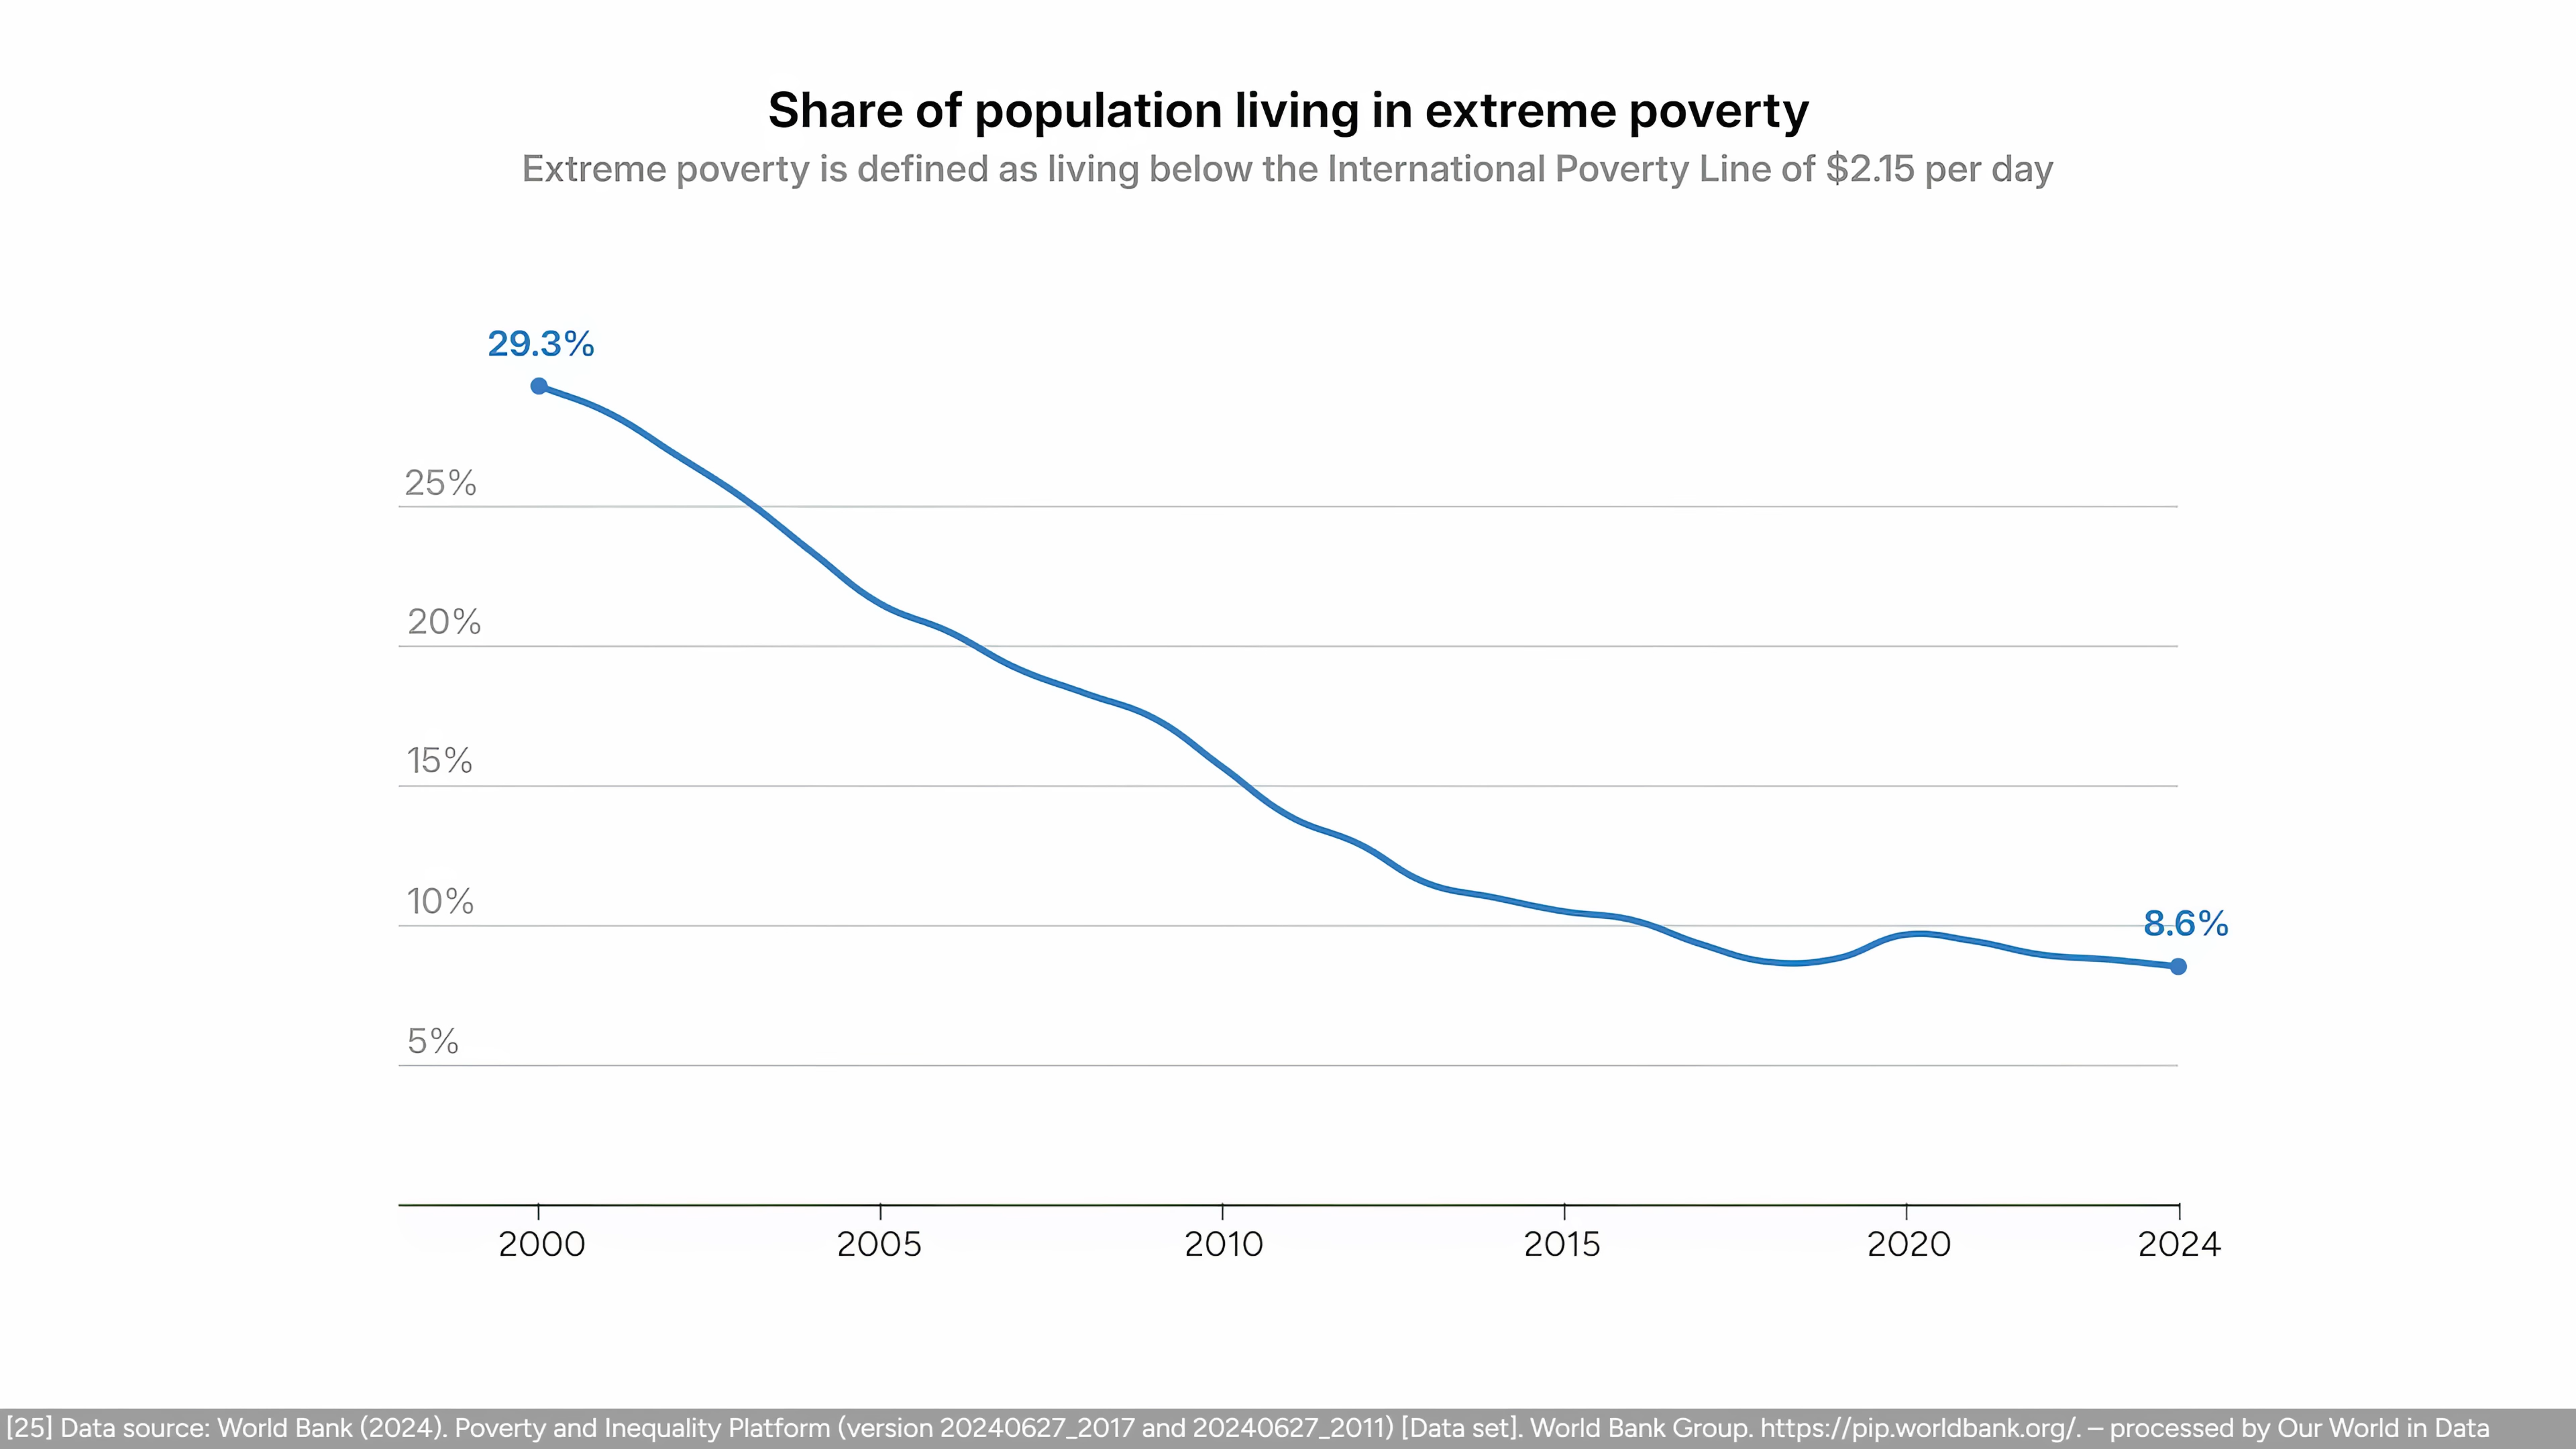 Share of population living in extreme poverty
Extreme poverty is defined as living below the International Poverty Line of $2.15 per day
29.3%
25%
20%
15%
10%
8.6%
5%
2000 2005 2010 2015 2020 2024
[25] Data source: World Bank (2024). Poverty and Inequality Platform (version 20240627_2017 and 20240627_2011) [Data set]. World Bank Group. https://pip.worldbank.org/. – processed by Our World in Data